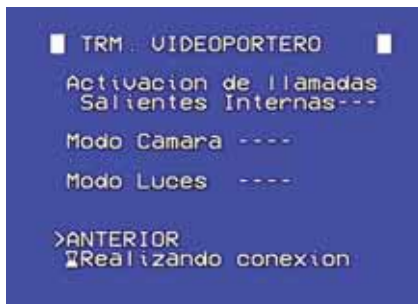 TRM. VIDEOPORTERO
Activacion de llamadas
Salientes Internas---
Modo Camara ----
Modo Luces ----
>ANTERIOR
Realizando conexion